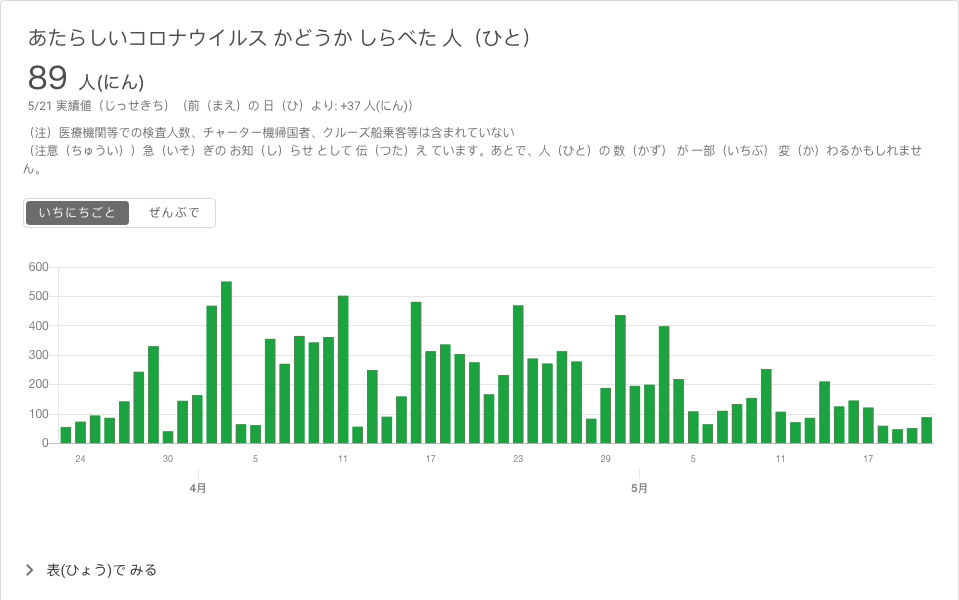 あたらしいコロナウイルス かどうか しらべた 人（ひと）
89 人(にん)
5/21 実績値（じっせきち）（前（まえ）の 日（ひ）より: +37 人(にん)）
（注）医療機関等での検査人数、チャーター機帰国者、クルーズ船乗客等は含まれていない
（注意（ちゅうい））急（いそ）ぎの お知（し）らせ として 伝（つた）え ています。あとで、人（ひと）の 数（かず） が 一部（いちぶ） 変（か）わるかもしれませ
ん。
いちにちごと ぜんぶで
600
500
400
300
200
100
0
24 30 5 11 17 23 29 5 11 17
4月 5月
表(ひょう)で みる